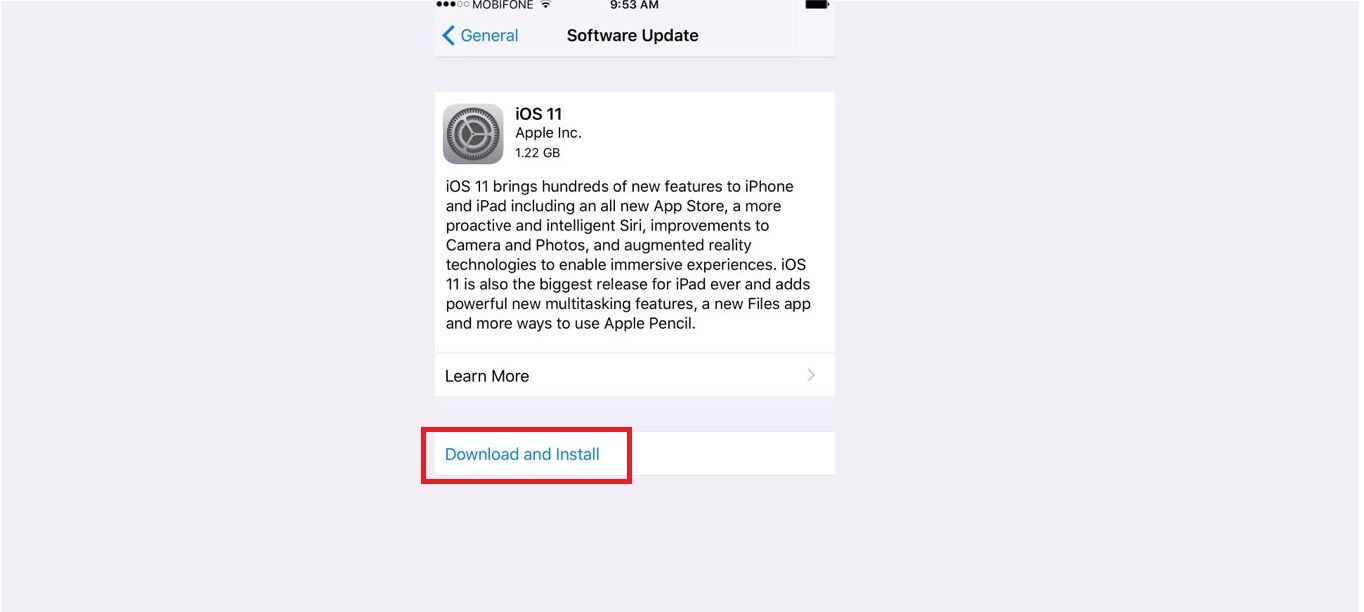 MOBIFONE 9:53 AM
General Software Update
iOS 11
Apple Inc.
1.22 GB
iOS 11 brings hundreds of new features to iPhone
and iPad including an all new App Store, a more
proactive and intelligent Siri, improvements to
Camera and Photos, and augmented reality
technologies to enable immersive experiences. iOS
11 is also the biggest release for iPad ever and adds
powerful new multitasking features, a new Files app
and more ways to use Apple Pencil.
Learn More
Download and Install